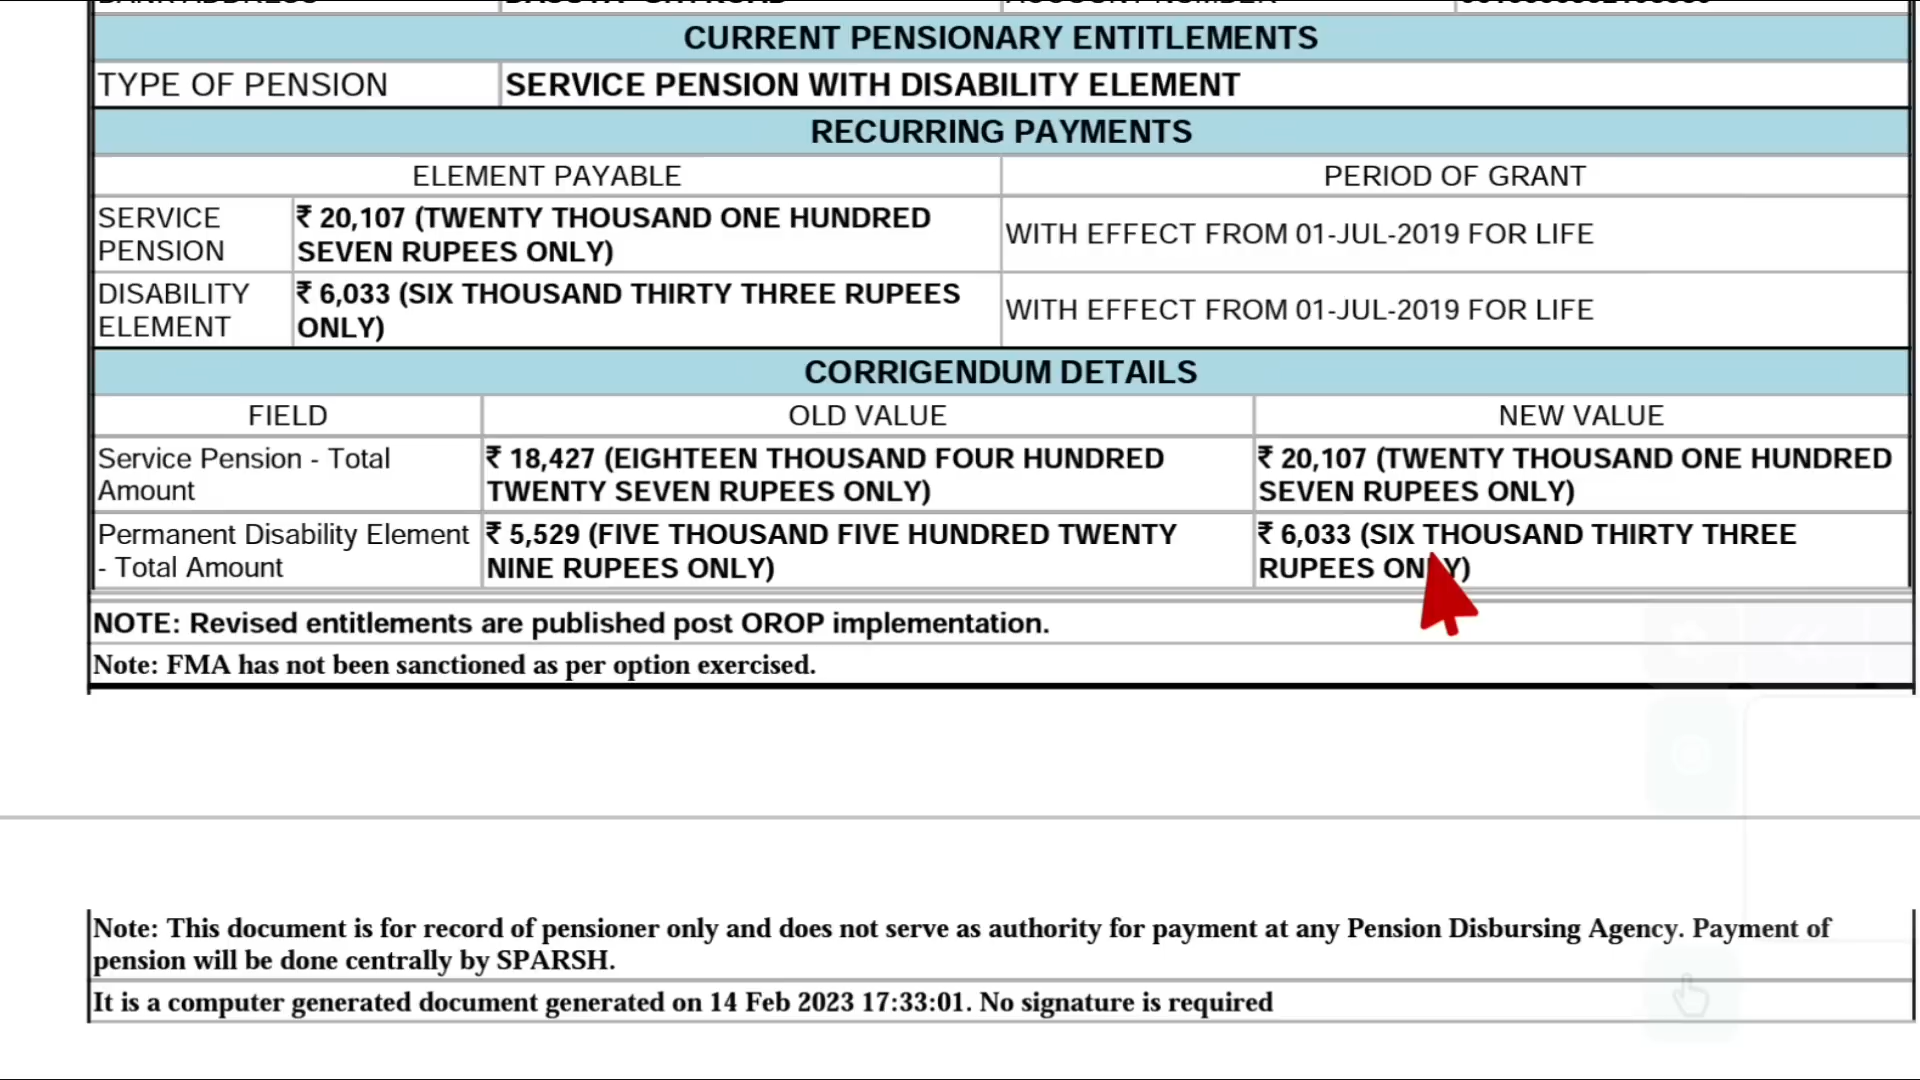 CURRENT PENSIONARY ENTITLEMENTS
TYPE OF PENSION SERVICE PENSION WITH DISABILITY ELEMENT
RECURRING PAYMENTS
ELEMENT PAYABLE PERIOD OF GRANT
SERVICE PENSION
₹ 20,107 (TWENTY THOUSAND ONE HUNDRED
SEVEN RUPEES ONLY)
WITH EFFECT FROM 01-JUL-2019 FOR LIFE
DISABILITY ELEMENT
₹ 6,033 (SIX THOUSAND THIRTY THREE RUPEES
ONLY)
WITH EFFECT FROM 01-JUL-2019 FOR LIFE
CORRIGENDUM DETAILS
FIELD OLD VALUE NEW VALUE
Service Pension - Total
Amount
₹ 18,427 (EIGHTEEN THOUSAND FOUR HUNDRED
TWENTY SEVEN RUPEES ONLY)
₹ 20,107 (TWENTY THOUSAND ONE HUNDRED
SEVEN RUPEES ONLY)
Permanent Disability Element
- Total Amount
₹ 5,529 (FIVE THOUSAND FIVE HUNDRED TWENTY
NINE RUPEES ONLY)
₹ 6,033 (SIX THOUSAND THIRTY THREE
RUPEES ONLY)
NOTE: Revised entitlements are published post OROP implementation.
Note: FMA has not been sanctioned as per option exercised.
Note: This document is for record of pensioner only and does not serve as authority for payment at any Pension Disbursing Agency. Payment of
pension will be done centrally by SPARSH.
It is a computer generated document generated on 14 Feb 2023 17:33:01. No signature is required